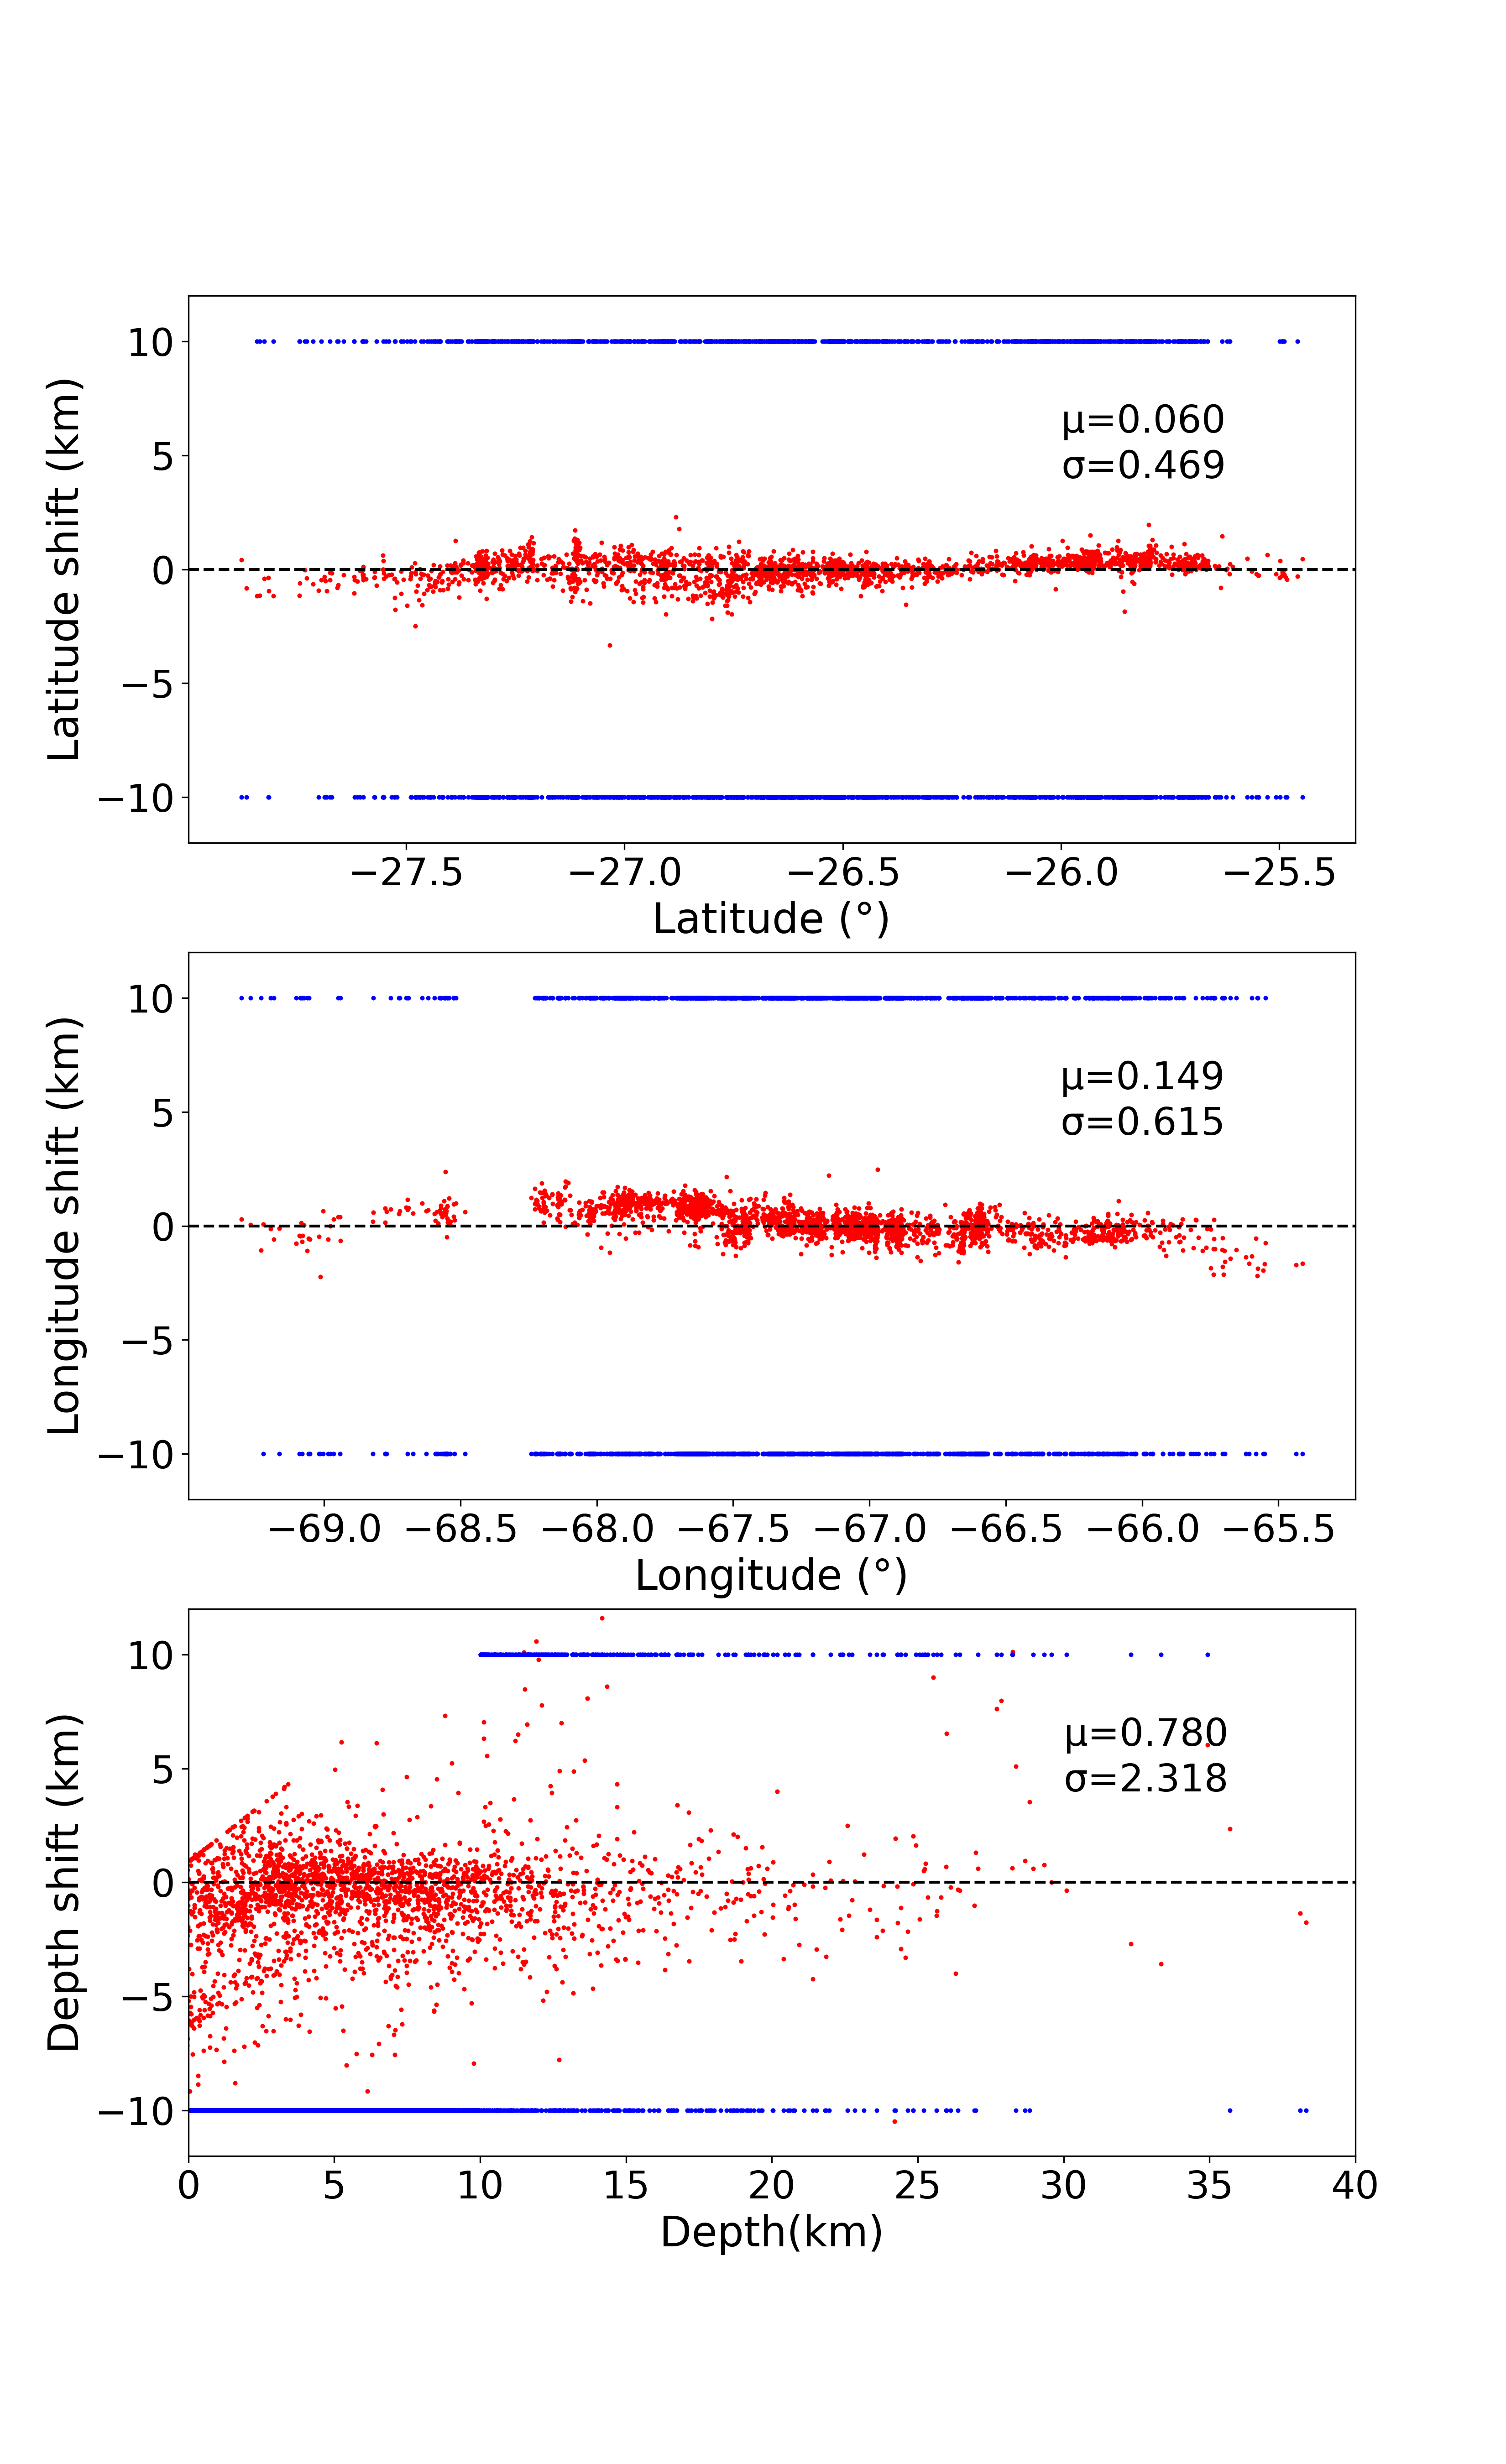 10
5
0
−5
−10
Latitude shift (km)
μ=0.060
σ=0.469
−27.5 −27.0 −26.5 −26.0 −25.5
Latitude (°)
10
5
0
−5
−10
Longitude shift (km)
μ=0.149
σ=0.615
−69.0 −68.5 −68.0 −67.5 −67.0 −66.5 −66.0 −65.5
Longitude (°)
10
5
0
−5
−10
Depth shift (km)
μ=0.780
σ=2.318
0 5 10 15 20 25 30 35 40
Depth(km)